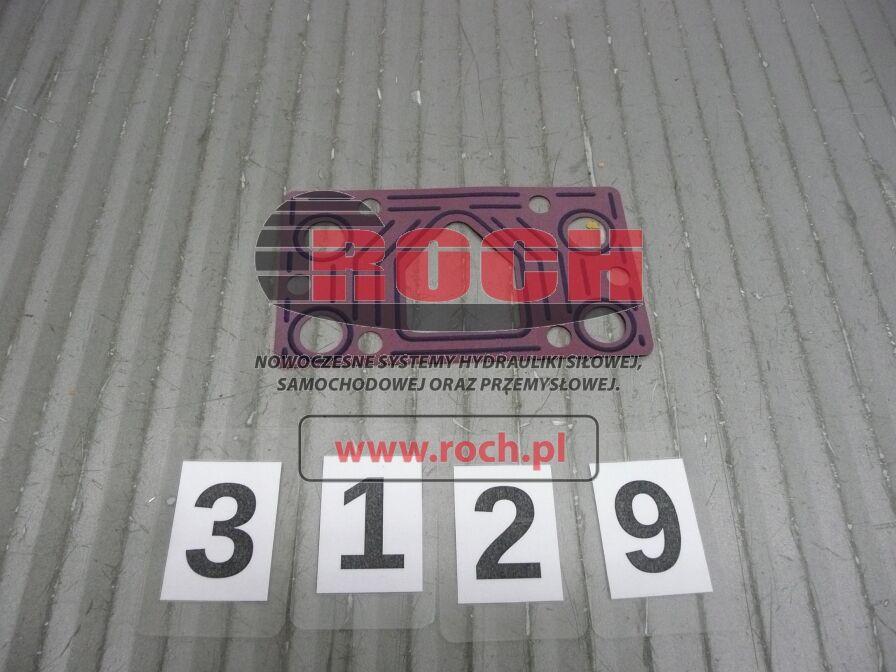 ROCH
NOWOCZESNE SYSTEMY HYDRAULIKI SIŁOWEJ,
SAMOCHODOWEJ ORAZ PRZEMYSŁOWEJ.
www.roch.pl
3 1 2 9